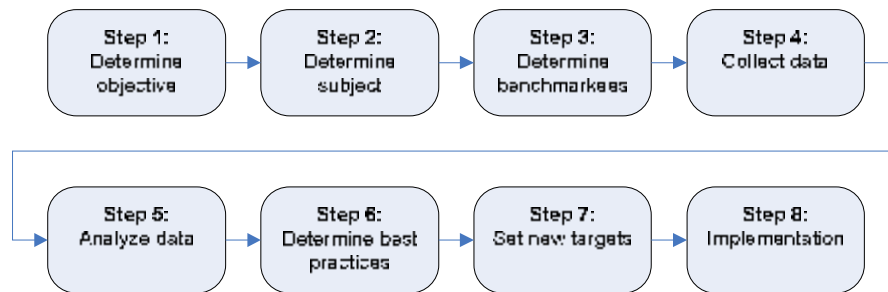 Step 1:
Determine
objective
Step 2:
Determine
subject
Step 3:
Determine
benchmarkees
Step 4:
Collect data
Step 5:
Analyze data
Step 6:
Determine best
practices
Step 7:
Set new targets
Step 8:
Implementation